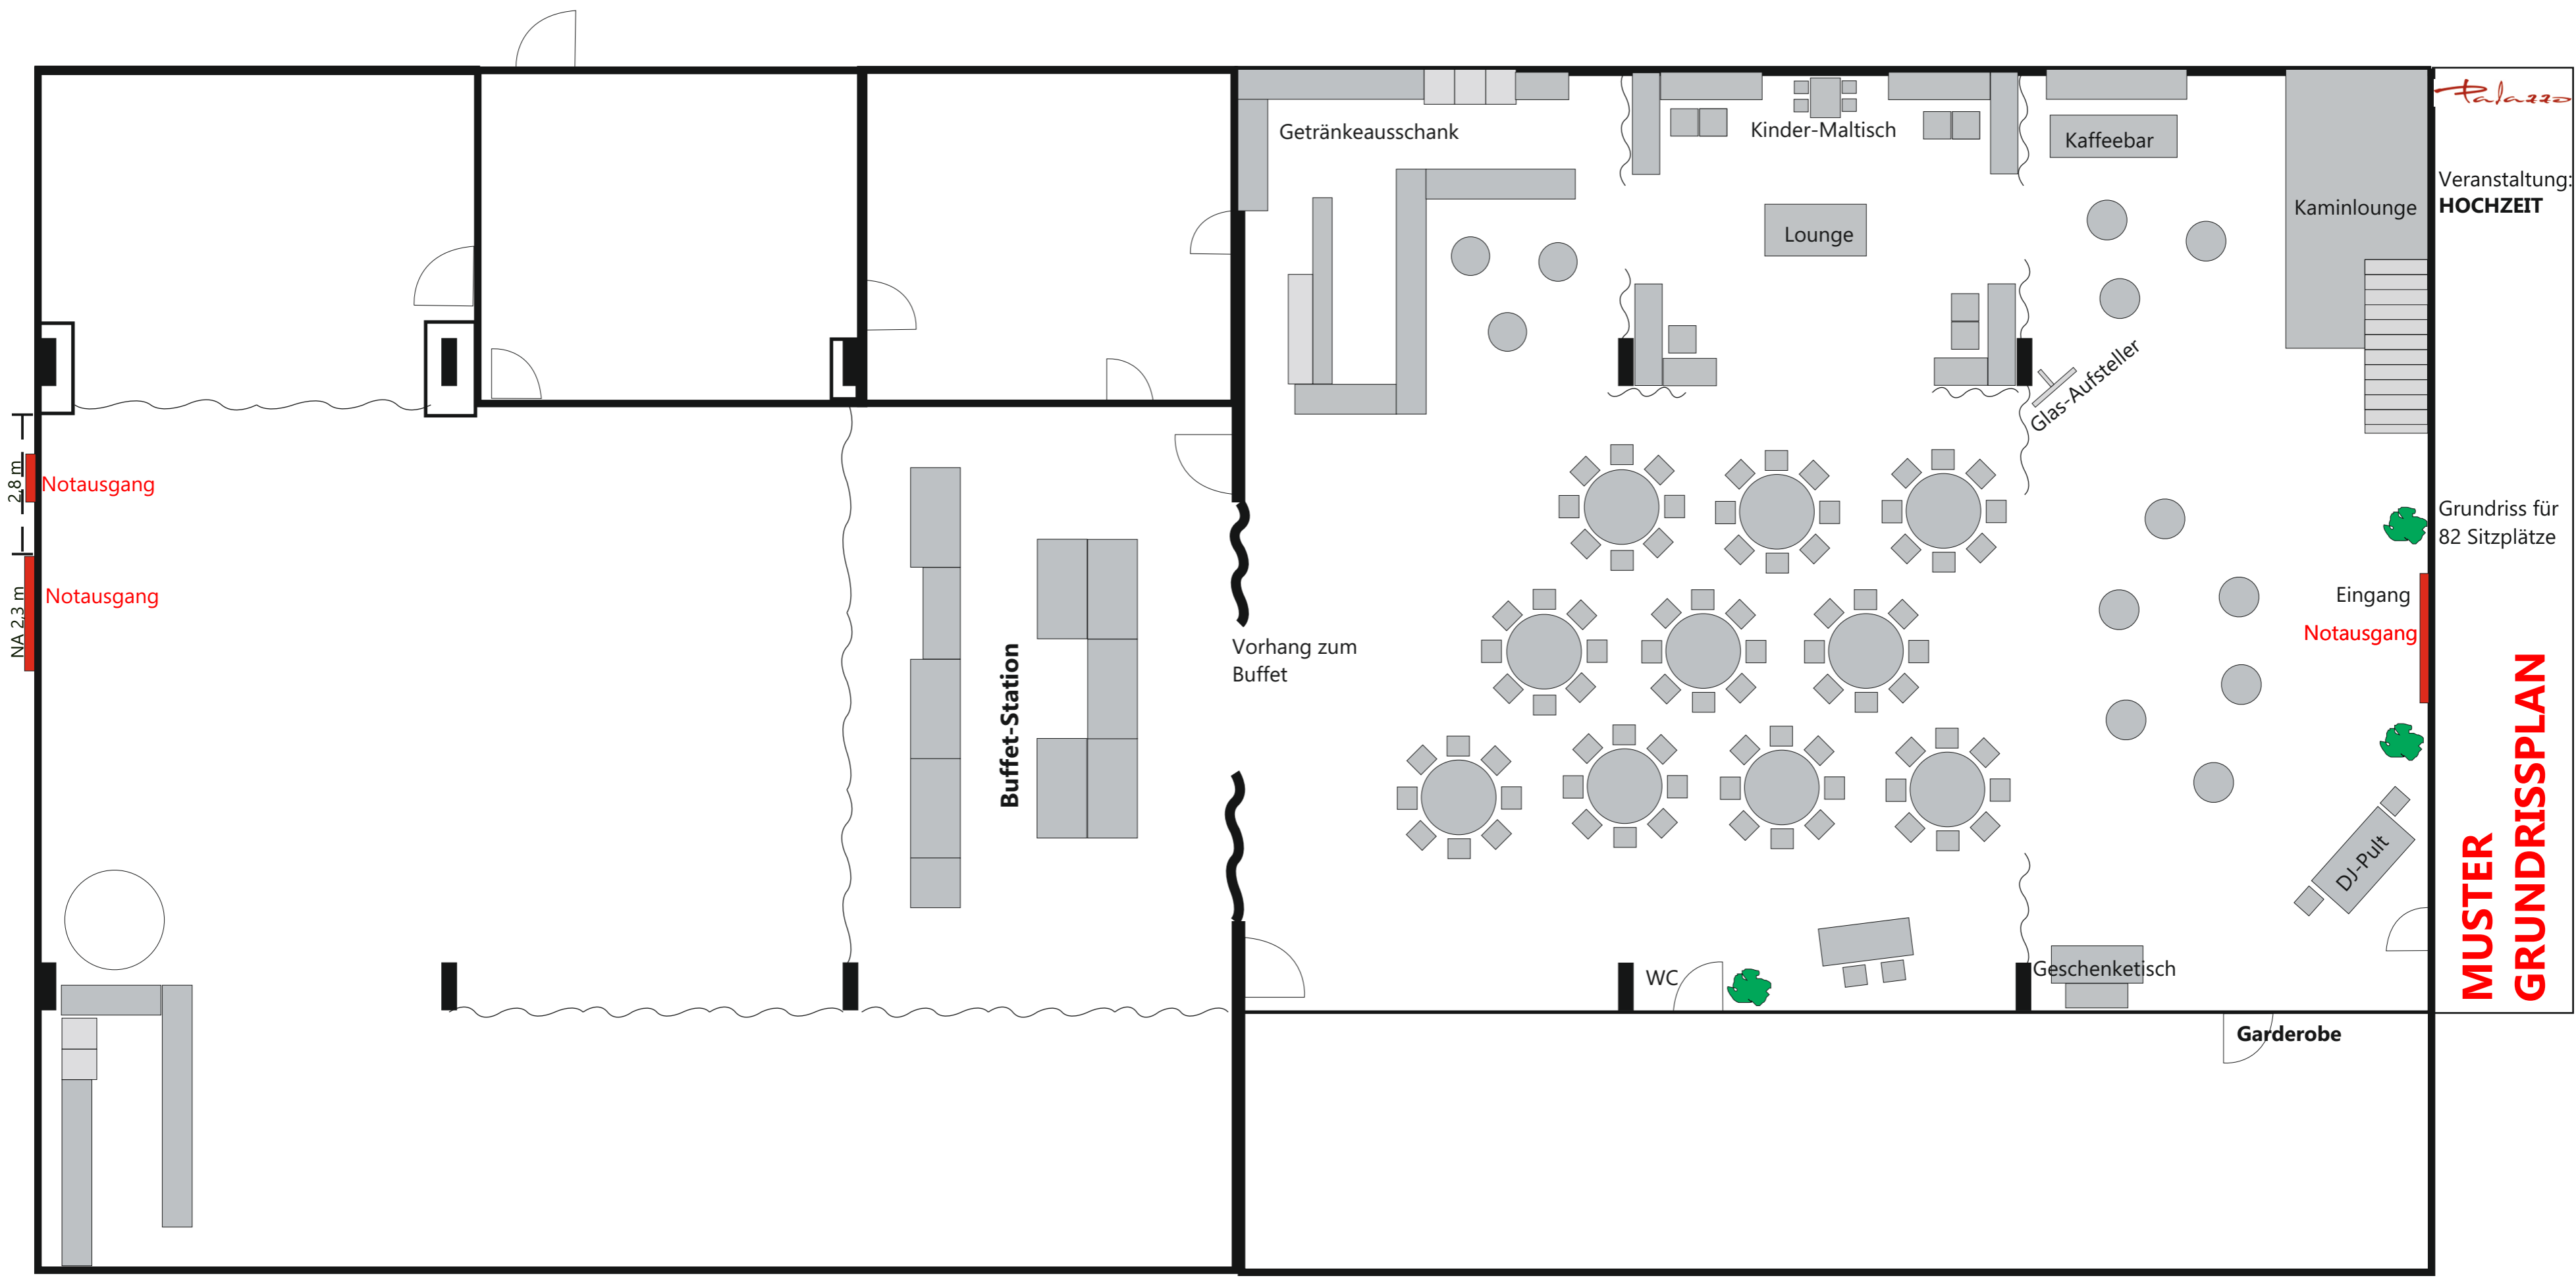 Palazzo
Getränkeausschank
Kinder-Maltisch
Kaffeebar
Kaminlounge
Veranstaltung:
HOCHZEIT
Lounge
Glas-Aufsteller
2,8 m
Notausgang
NA 2,3 m
Notausgang
Buffet-Station
Vorhang zum
Buffet
Grundriss für
82 Sitzplätze
Eingang
Notausgang
DJ-Pult
WC
Geschenketisch
Garderobe
MUSTER
GRUNDRISSPLAN